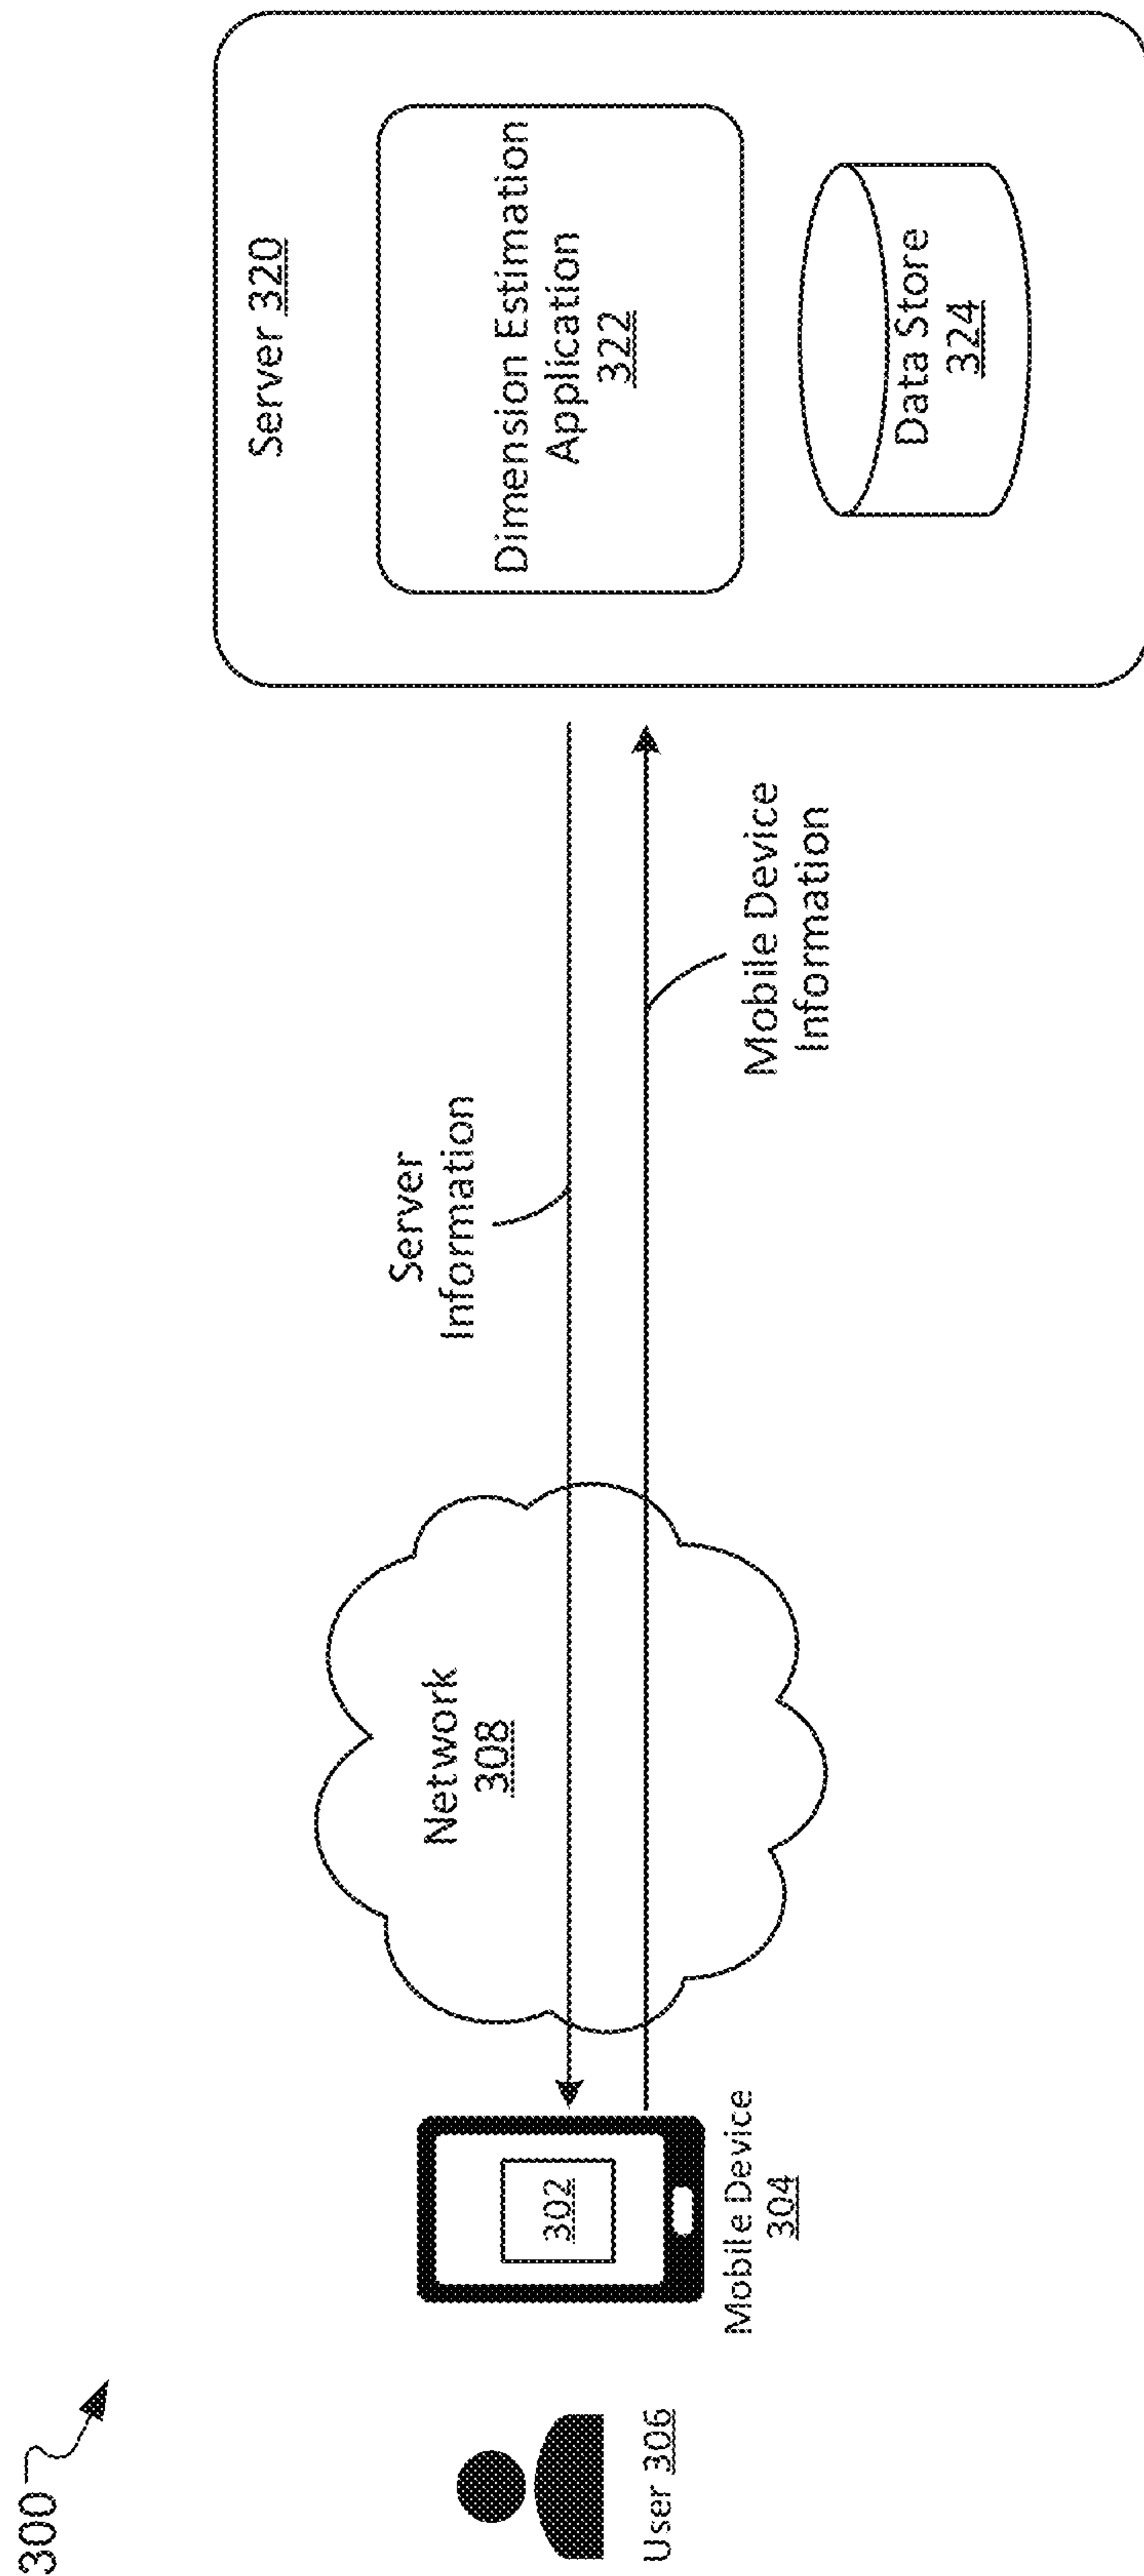 300
User 306
302
Mobile Device
304
Network
308
Server
Information
Mobile Device
Information
Server 320
Dimension Estimation
Application
322
Data Store
324